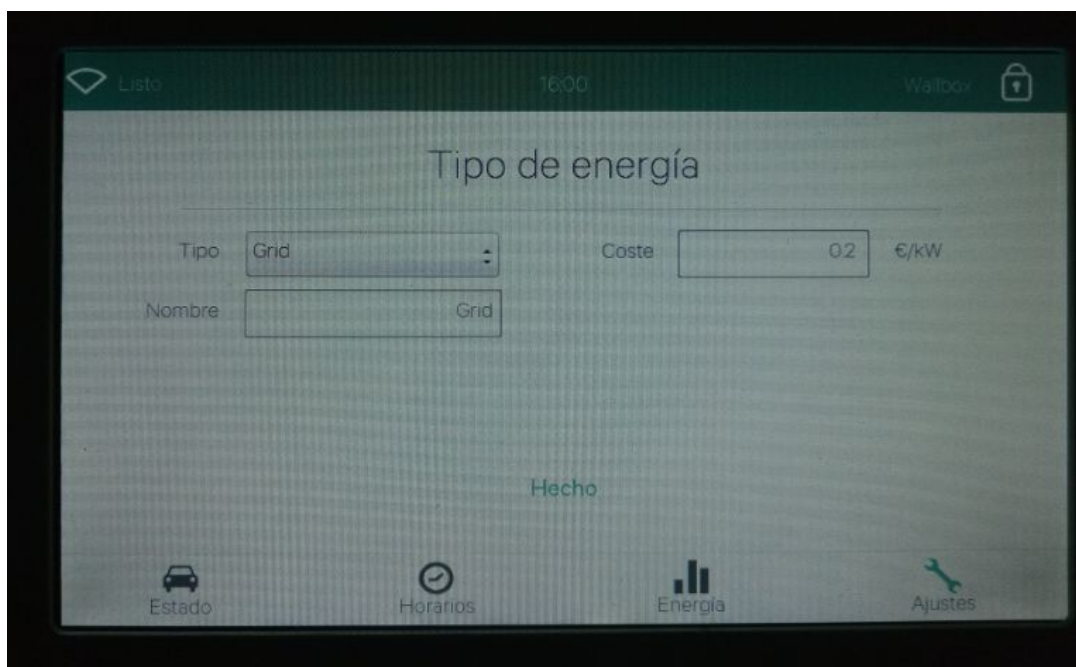 Listo 16:00 Wallbox
Tipo de energía
Tipo Grid Coste 0.2 €/kW
Nombre Grid
Hecho
Estado Horarios Energía Ajustes